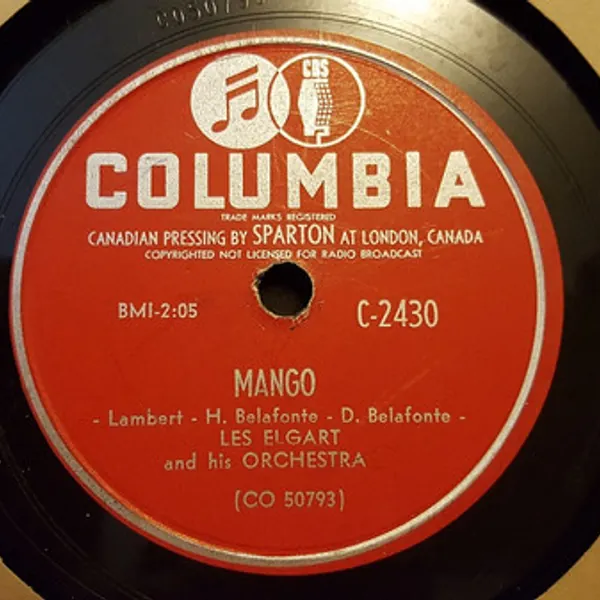 CO50793
CBS
COLUMBIA
TRADE MARKS REGISTERED
CANADIAN PRESSING BY SPARTON AT LONDON, CANADA
COPYRIGHTED NOT LICENSED FOR RADIO BROADCAST
BMI-2:05
C-2430
MANGO
- Lambert - H. Belafonte - D. Belafonte -
LES ELGART
and his ORCHESTRA
(CO 50793)